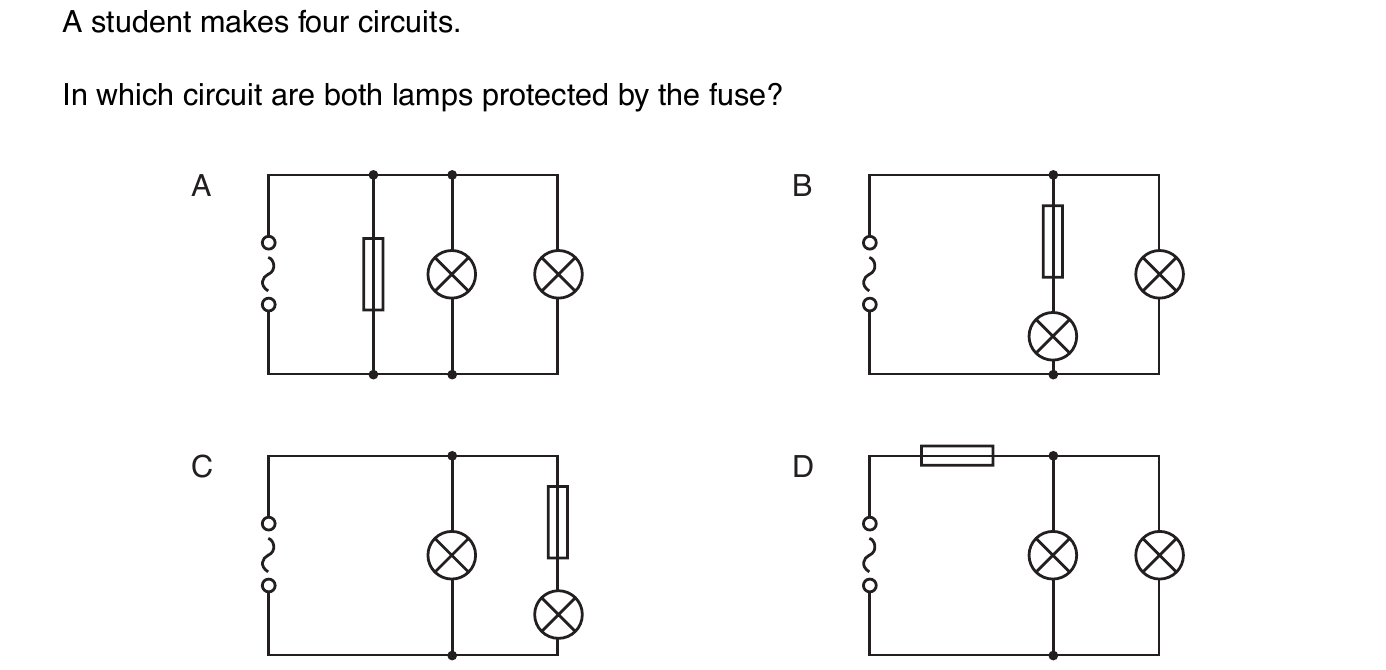 A student makes four circuits.
In which circuit are both lamps protected by the fuse?
A
B
C
D